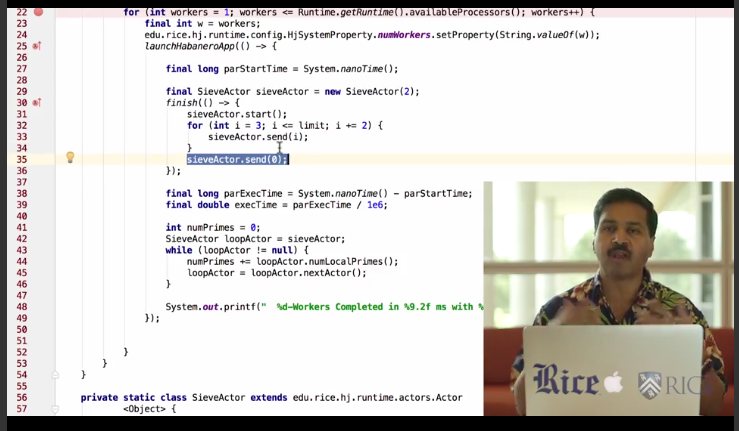 22 for (int workers = 1; workers <= Runtime.getRuntime().availableProcessors(); workers++) {
23 final int w = workers;
24 edu.rice.hj.runtime.config.HjSystemProperty.numWorkers.setProperty(String.valueOf(w));
25 launchHabaneroApp(() -> {
26
27 final long parStartTime = System.nanoTime();
28
29 final SieveActor sieveActor = new SieveActor(2);
30 finish(() -> {
31 sieveActor.start();
32 for (int i = 3; i <= limit; i += 2) {
33 sieveActor.send(i);
34 }
35 sieveActor.send(0);
36 });
37
38 final long parExecTime = System.nanoTime() - parStartTime;
39 final double execTime = parExecTime / 1e6;
40
41 int numPrimes = 0;
42 SieveActor loopActor = sieveActor;
43 while (loopActor != null) {
44 numPrimes += loopActor.numLocalPrimes();
45 loopActor = loopActor.nextActor();
46 }
47
48 System.out.printf(" %d-Workers Completed in %9.2f ms with %
49 });
50
51
52 }
53 }
54 }
55
56 private static class SieveActor extends edu.rice.hj.runtime.actors.Actor
57 <Object> {
Rice
RICE